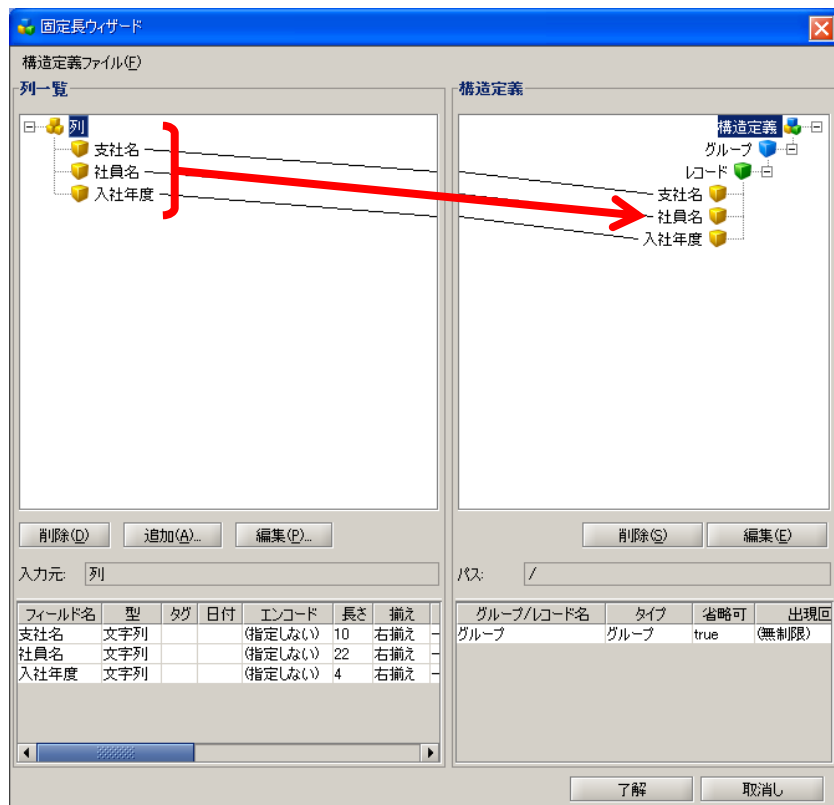 固定長ウィザード
構造定義ファイル(F)
列一覧
列
支社名
社員名
入社年度
削除(D) 追加(A)... 編集(P)...
入力元: 列
フィールド名 型 タグ 日付 エンコード 長さ 揃え
支社名 文字列 (指定しない) 10 右揃え
社員名 文字列 (指定しない) 22 右揃え
入社年度 文字列 (指定しない) 4 右揃え
構造定義
構造定義
グループ
レコード
支社名
社員名
入社年度
削除(S) 編集(E)
パス: /
グループ/レコード名 タイプ 省略可 出現回
グループ グループ true (無制限)
了解 取消し